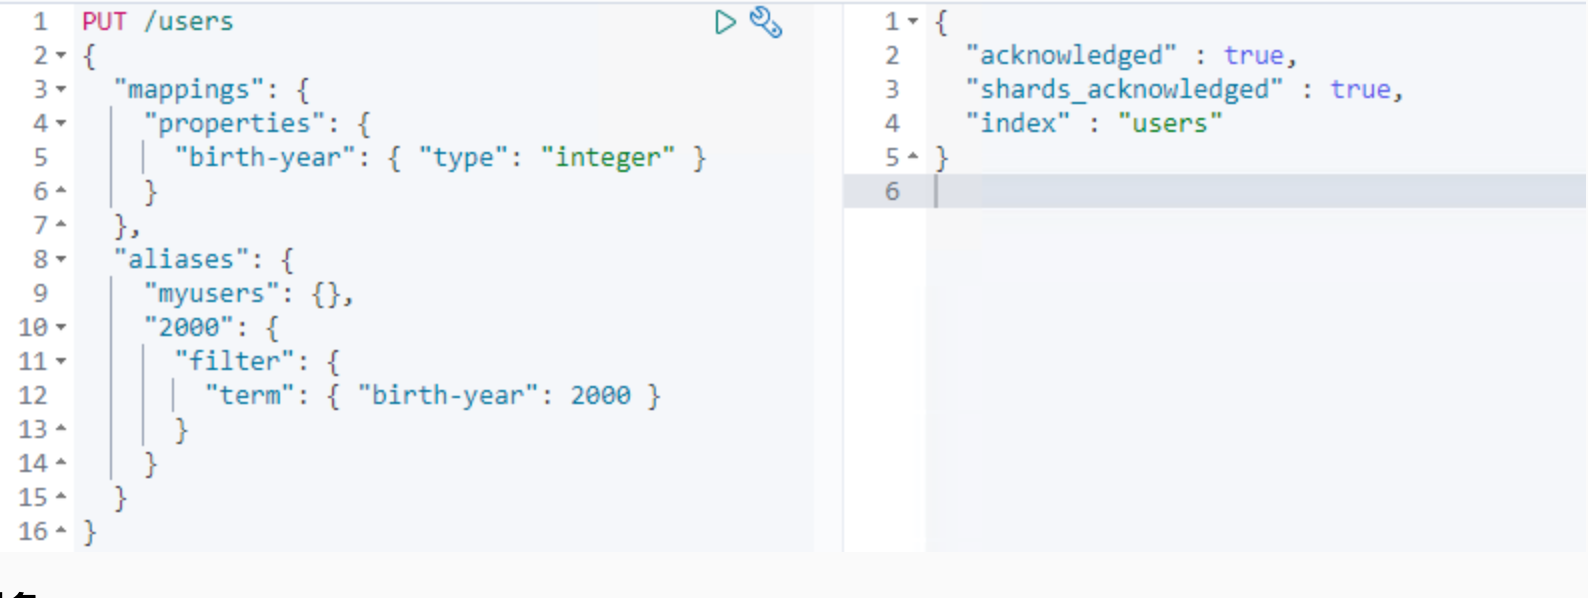 1 PUT /users
2 {
3 "mappings": {
4 "properties": {
5 "birth-year": { "type": "integer" }
6 }
7 },
8 "aliases": {
9 "myusers": {},
10 "2000": {
11 "filter": {
12 "term": { "birth-year": 2000 }
13 }
14 }
15 }
16 }
1 {
2 "acknowledged" : true,
3 "shards_acknowledged" : true,
4 "index" : "users"
5 }
6